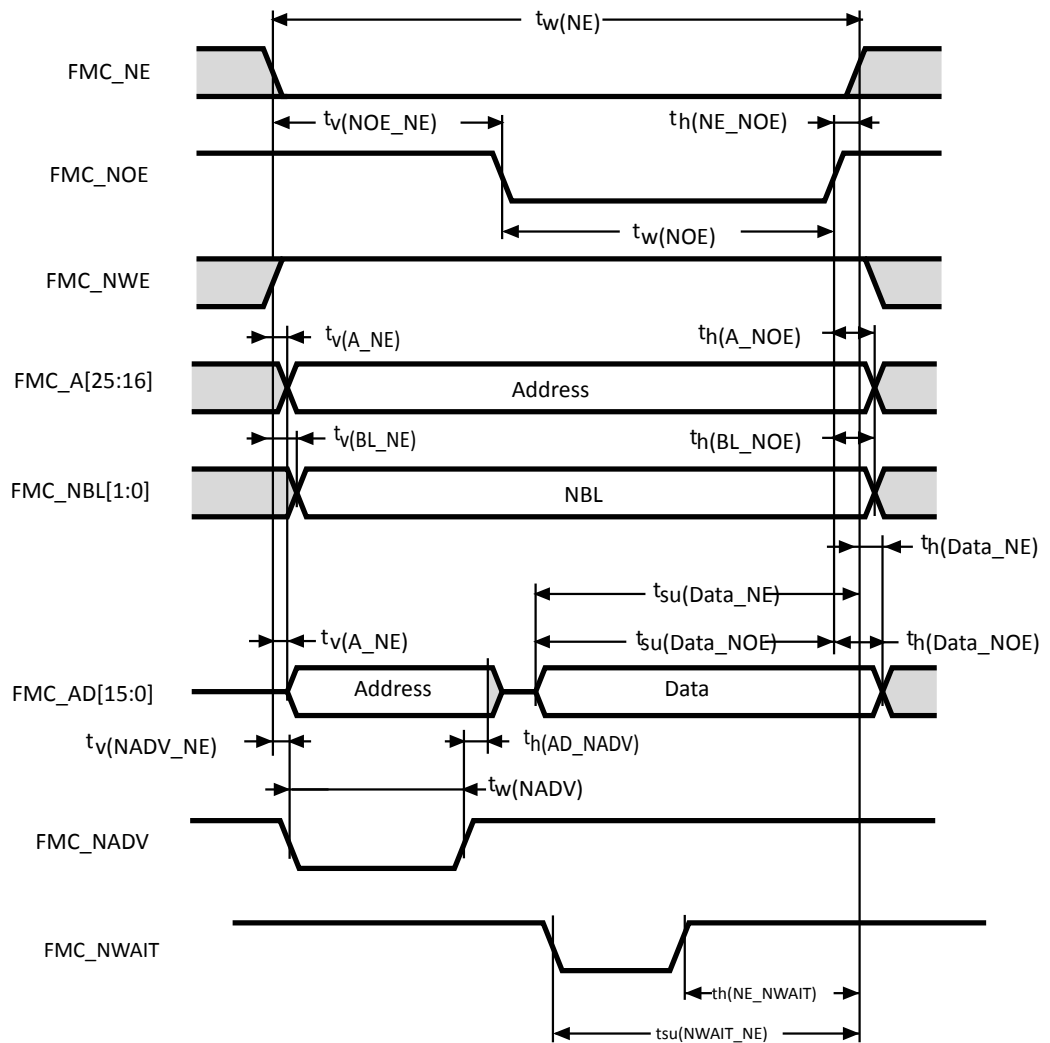 tw(NE)
FMC_NE
tv(NOE_NE) th(NE_NOE)
FMC_NOE
tw(NOE)
FMC_NWE
tv(A_NE) th(A_NOE)
FMC_A[25:16] Address
tv(BL_NE) th(BL_NOE)
FMC_NBL[1:0] NBL
th(Data_NE)
tsu(Data_NE)
tv(A_NE) tsu(Data_NOE) th(Data_NOE)
FMC_AD[15:0] Address Data
tv(NADV_NE) th(AD_NADV)
tw(NADV)
FMC_NADV
FMC_NWAIT
th(NE_NWAIT)
tsu(NWAIT_NE)